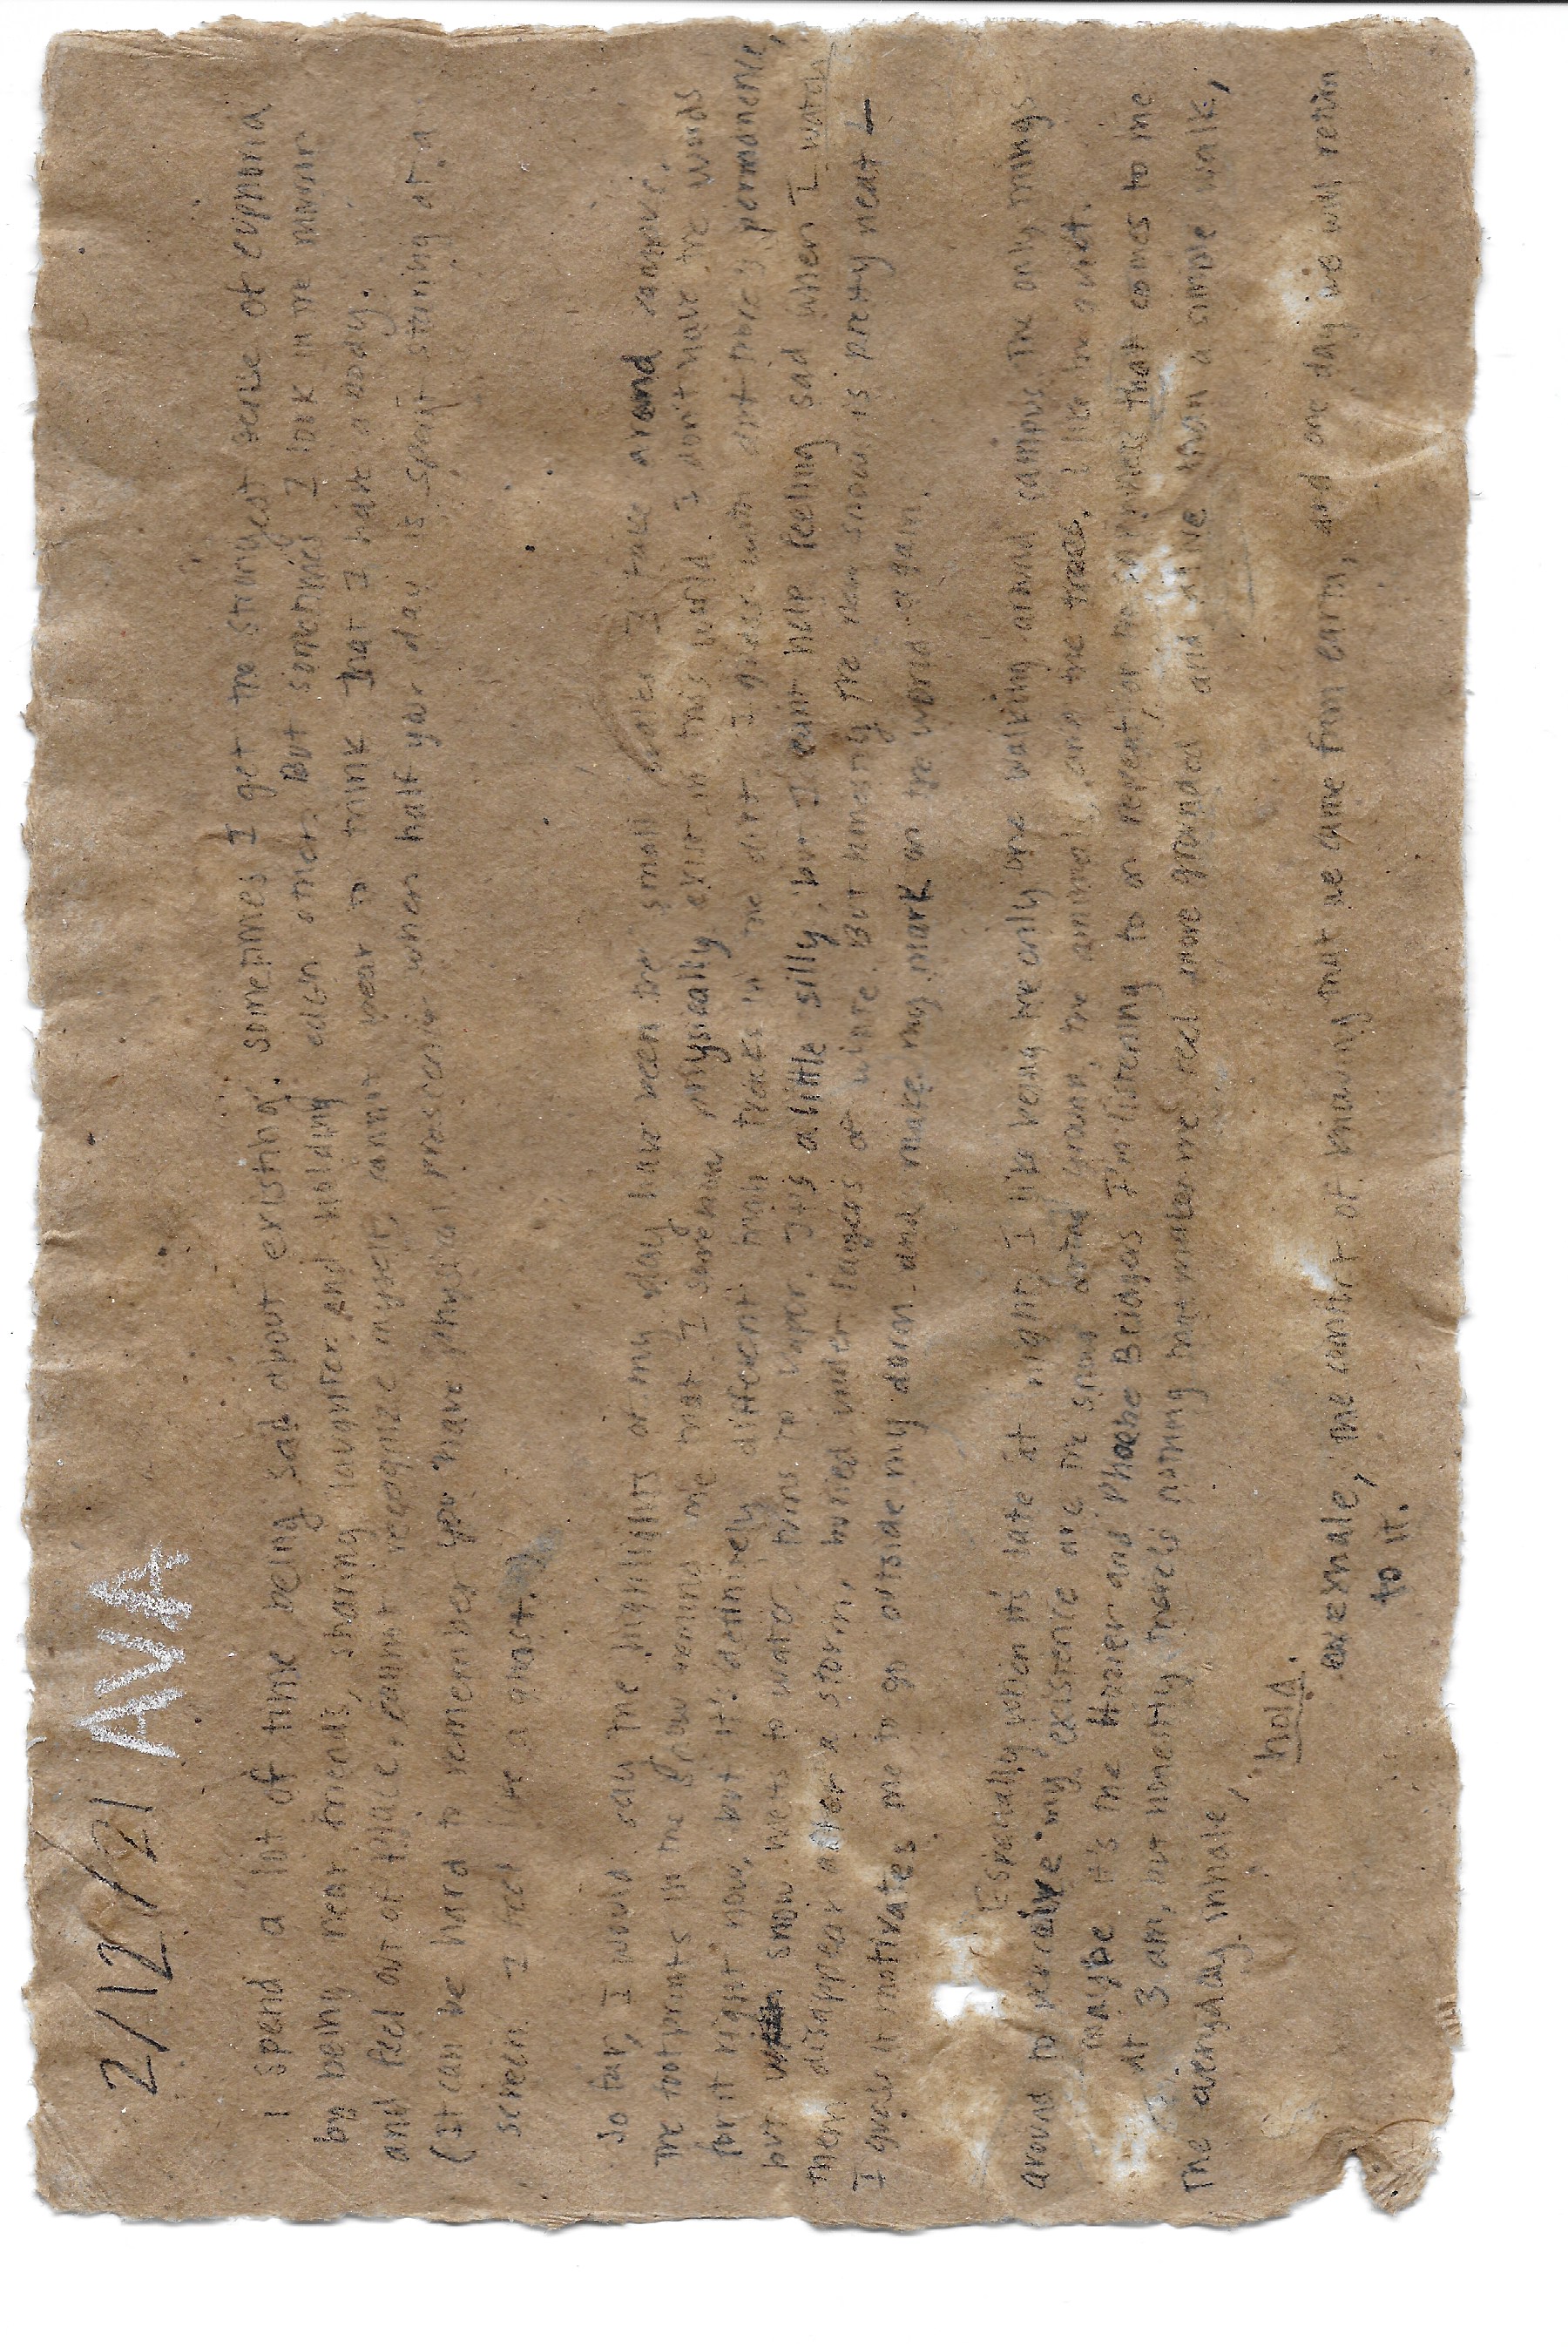 2/12/21 AVA
I spend a lot of time being sad about existing. sometimes I get the strongest sense of euphoria
by being near friends, sharing laughter and holding each other. But sometimes I look in the mirror
and feel out of place, cannot recognize myself, cannot bear to think that I have a body.
(It can be hard to remember you have physical when half your day is spent staring at a
screen. I feel like a ghost.)
So far, I would say the highlights of my day have been the small walks I take around campus.
The footprints in the snow remind me that I somehow physically exist in this world. I don't have the words
for it right now, but it's definitely different than tracks in the dirt. I guess with dirt there's permanence,
but snow melts to water, turns to vapor. It's a little silly, but I can't help feeling sad when I watch
them disappear after a storm, buried under layers of white. But honestly the new snow is pretty neat —
I guess it motivates me to go outside my dorm and make my mark on the world again.
Especially when it's late at night, I like being the only one walking around campus. The only things
around to perceive my existence are the snow ground, the animals, and the trees. I like the quiet.
maybe it's the Hozier and Phoebe Bridgers I'm listening to on repeat, or the that comes to me
at 3 am, but honestly there's nothing that makes me feel more grounded and alive than a simple walk,
The everyday inhale,
hold.
exhale, the comfort of knowing that we came from earth, and one day we will return
to it.